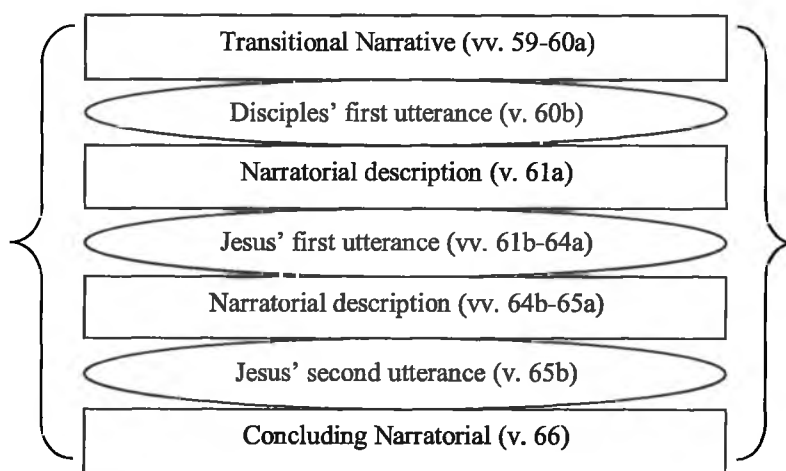 Transitional Narrative (vv. 59-60a)
Disciples' first utterance (v. 60b)
Narratorial description (v. 61a)
Jesus' first utterance (vv. 61b-64a)
Narratorial description (vv. 64b-65a)
Jesus' second utterance (v. 65b)
Concluding Narratorial (v. 66)